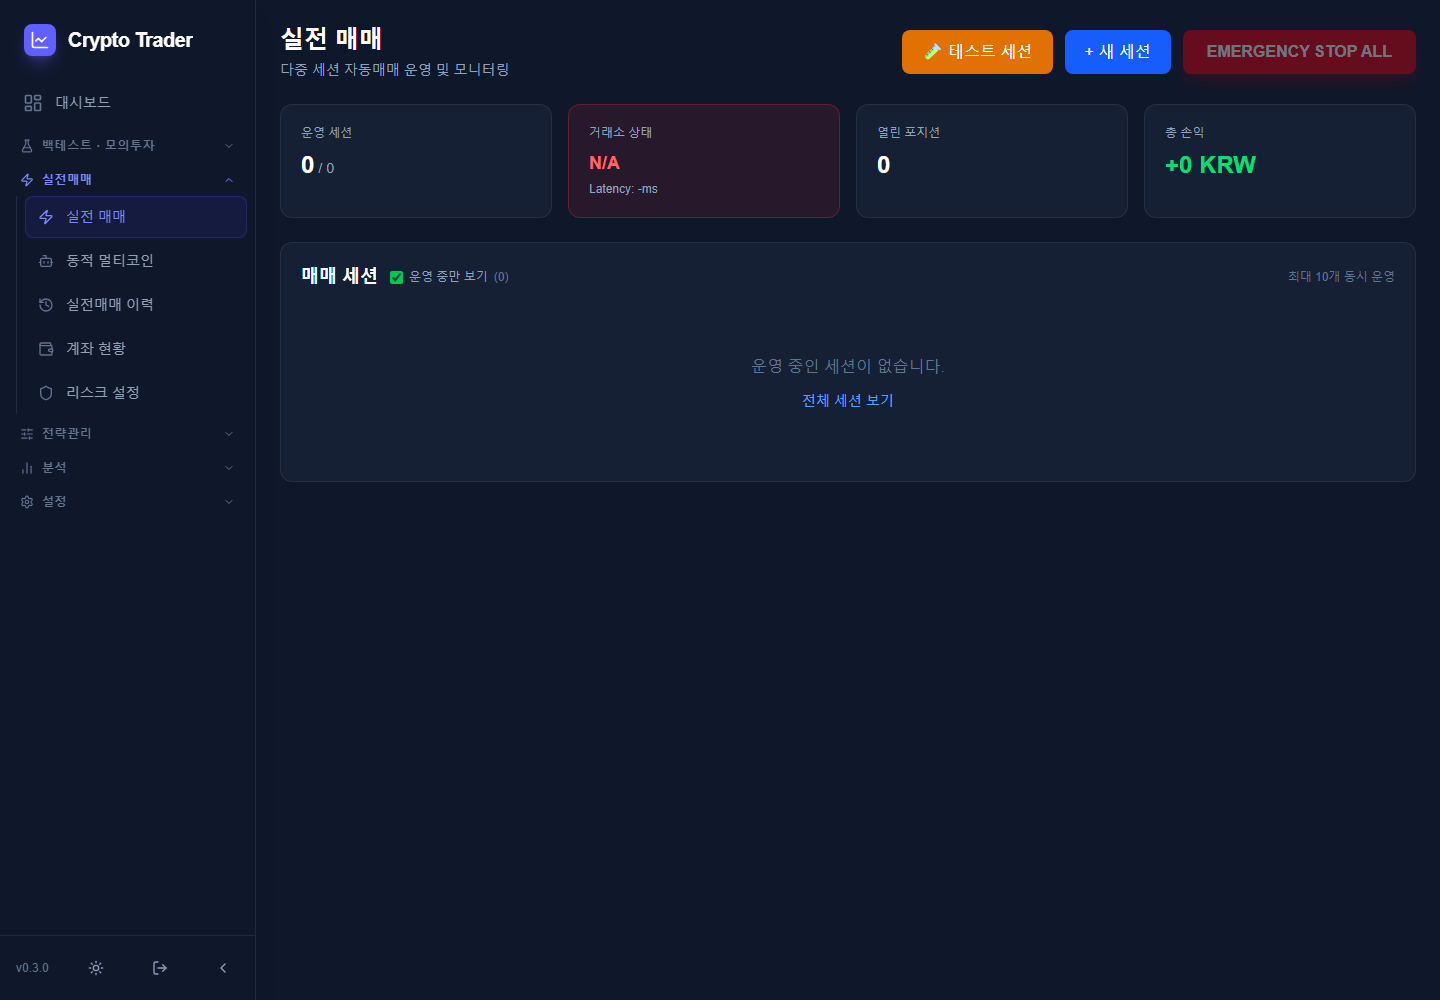 Crypto Trader
대시보드
백테스트 · 모의투자
실전매매
실전 매매
동적 멀티코인
실전매매 이력
계좌 현황
리스크 설정
전략관리
분석
설정
v0.3.0
실전 매매
다중 세션 자동매매 운영 및 모니터링
테스트 세션
+ 새 세션
EMERGENCY STOP ALL
운영 세션
0 / 0
거래소 상태
N/A
Latency: -ms
열린 포지션
0
총 손익
+0 KRW
매매 세션
운영 중만 보기 (0)
최대 10개 동시 운영
운영 중인 세션이 없습니다.
전체 세션 보기